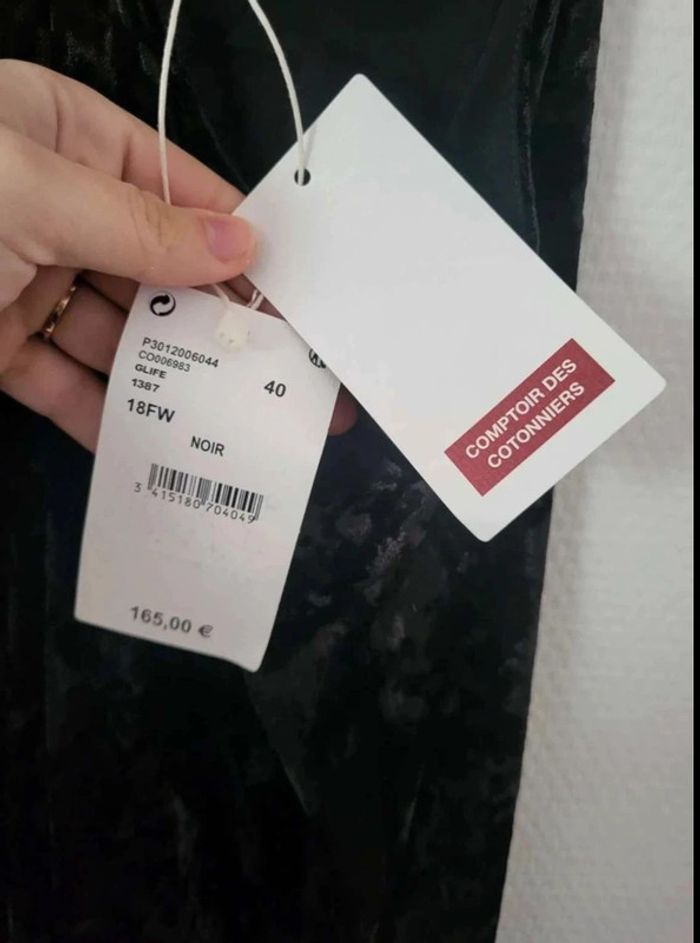 P3012006044
CO006983
GLIFE
1387
40
18FW
NOIR
3 415180 704049
165,00 €
COMPTOIR DES
COTONNIERS